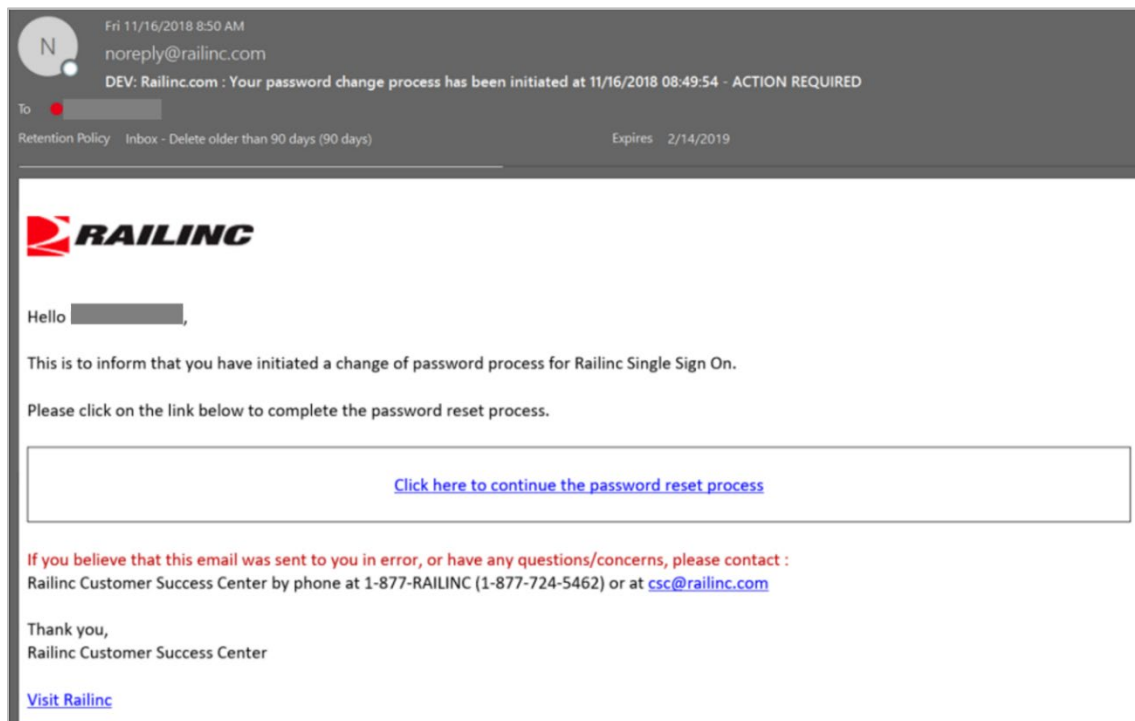 N
Fri 11/16/2018 8:50 AM
noreply@railinc.com
DEV: Railinc.com : Your password change process has been initiated at 11/16/2018 08:49:54 - ACTION REQUIRED
To
Retention Policy Inbox - Delete older than 90 days (90 days) Expires 2/14/2019
RAILINC
Hello ,
This is to inform that you have initiated a change of password process for Railinc Single Sign On.
Please click on the link below to complete the password reset process.
Click here to continue the password reset process
If you believe that this email was sent to you in error, or have any questions/concerns, please contact :
Railinc Customer Success Center by phone at 1-877-RAILINC (1-877-724-5462) or at csc@railinc.com
Thank you,
Railinc Customer Success Center
Visit Railinc